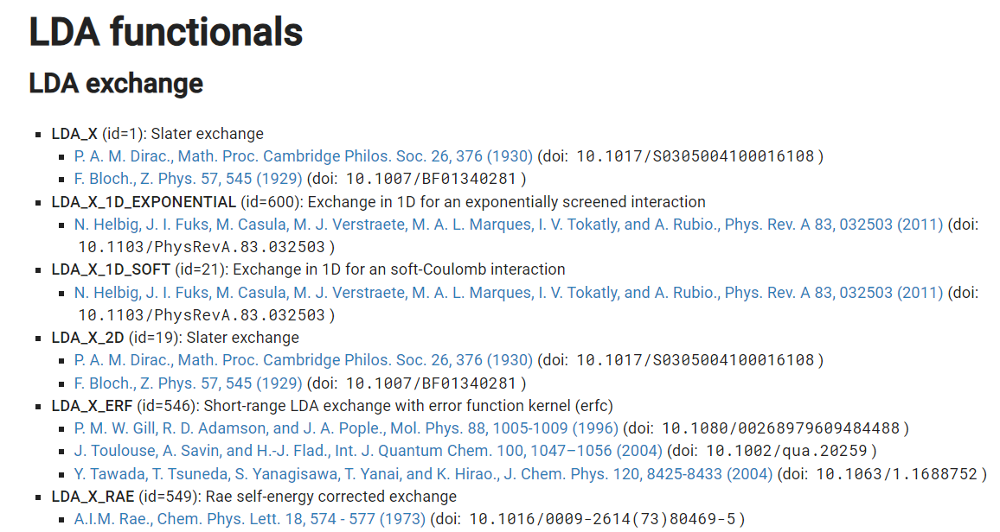 LDA functionals
LDA exchange
LDA_X (id=1): Slater exchange
P. A. M. Dirac., Math. Proc. Cambridge Philos. Soc. 26, 376 (1930) (doi: 10.1017/S0305004100016108)
F. Bloch., Z. Phys. 57, 545 (1929) (doi: 10.1007/BF01340281)
LDA_X_1D_EXPONENTIAL (id=600): Exchange in 1D for an exponentially screened interaction
N. Helbig, J. I. Fuks, M. Casula, M. J. Verstraete, M. A. L. Marques, I. V. Tokatly, and A. Rubio., Phys. Rev. A 83, 032503 (2011) (doi:
10.1103/PhysRevA.83.032503)
LDA_X_1D_SOFT (id=21): Exchange in 1D for an soft-Coulomb interaction
N. Helbig, J. I. Fuks, M. Casula, M. J. Verstraete, M. A. L. Marques, I. V. Tokatly, and A. Rubio., Phys. Rev. A 83, 032503 (2011) (doi:
10.1103/PhysRevA.83.032503)
LDA_X_2D (id=19): Slater exchange
P. A. M. Dirac., Math. Proc. Cambridge Philos. Soc. 26, 376 (1930) (doi: 10.1017/S0305004100016108)
F. Bloch., Z. Phys. 57, 545 (1929) (doi: 10.1007/BF01340281)
LDA_X_ERF (id=546): Short-range LDA exchange with error function kernel (erfc)
P. M. W. Gill, R. D. Adamson, and J. A. Pople., Mol. Phys. 88, 1005-1009 (1996) (doi: 10.1080/00268979609484488)
J. Toulouse, A. Savin, and H.-J. Flad., Int. J. Quantum Chem. 100, 1047–1056 (2004) (doi: 10.1002/qua.20259)
Y. Tawada, T. Tsuneda, S. Yanagisawa, T. Yanai, and K. Hirao., J. Chem. Phys. 120, 8425-8433 (2004) (doi: 10.1063/1.1688752)
LDA_X_RAE (id=549): Rae self-energy corrected exchange
A.I.M. Rae., Chem. Phys. Lett. 18, 574 - 577 (1973) (doi: 10.1016/0009-2614(73)80469-5)